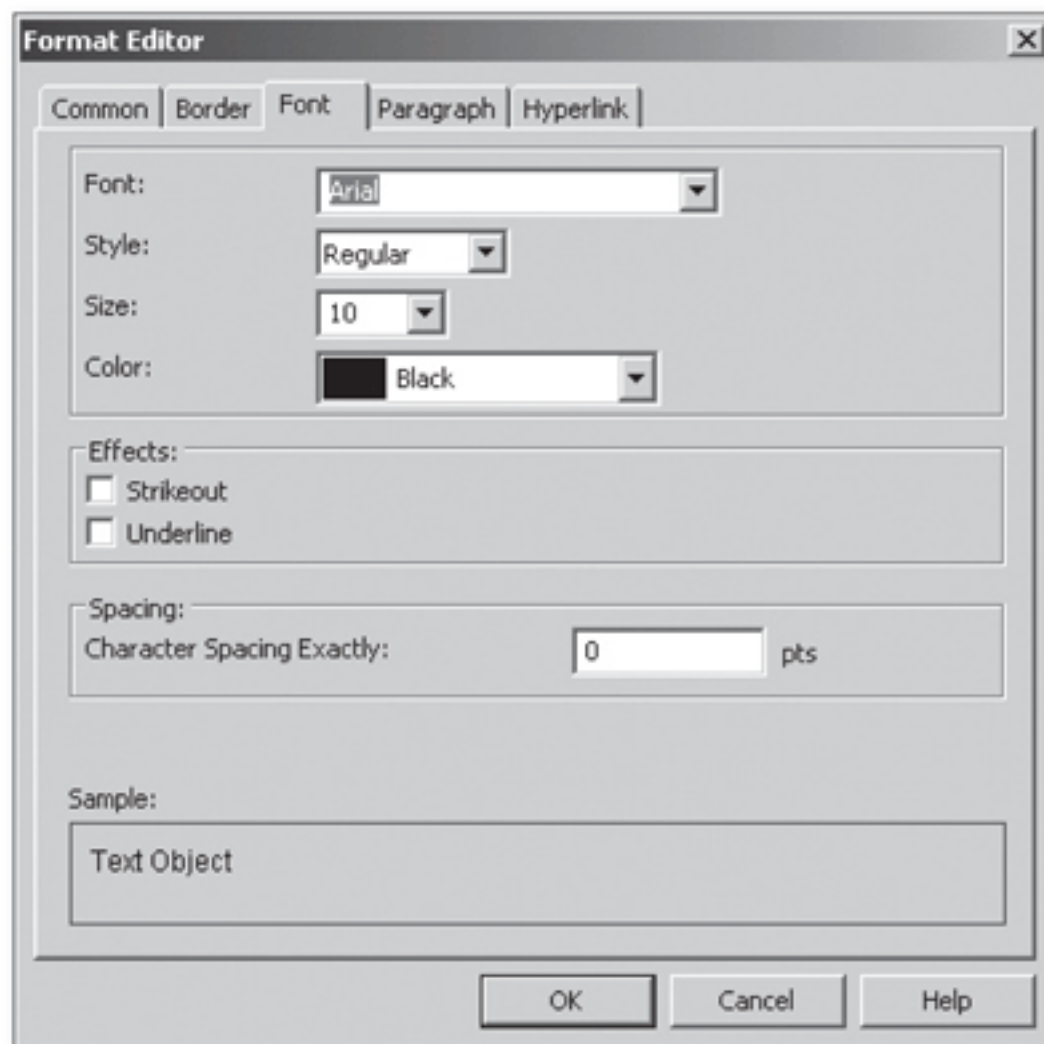 Format Editor
Common Border Font Paragraph Hyperlink
Font: Arial
Style: Regular
Size: 10
Color: Black
Effects:
Strikeout
Underline
Spacing:
Character Spacing Exactly: 0 pts
Sample:
Text Object
OK Cancel Help